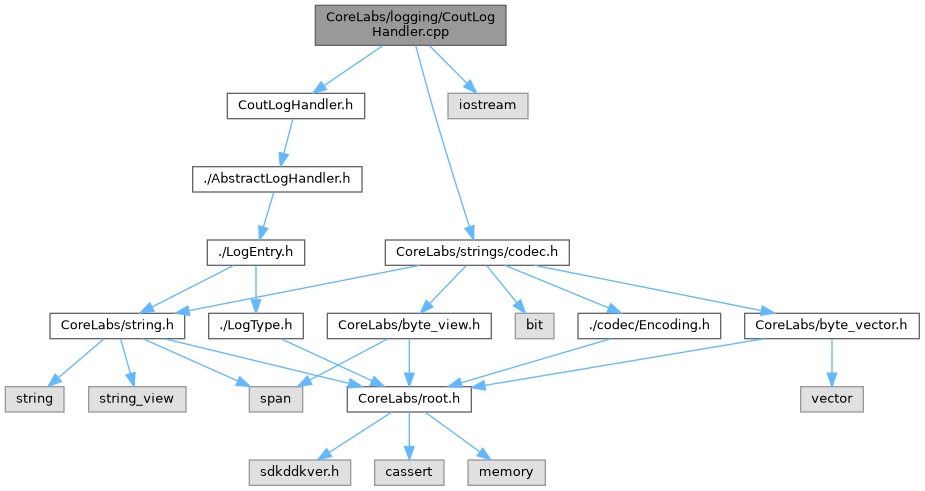 CoreLabs/logging/CoutLog
Handler.cpp
CoutLogHandler.h
iostream
./AbstractLogHandler.h
./LogEntry.h
CoreLabs/strings/codec.h
CoreLabs/string.h
./LogType.h
CoreLabs/byte_view.h
bit
./codec/Encoding.h
CoreLabs/byte_vector.h
string
string_view
span
CoreLabs/root.h
vector
sdkddkver.h
cassert
memory